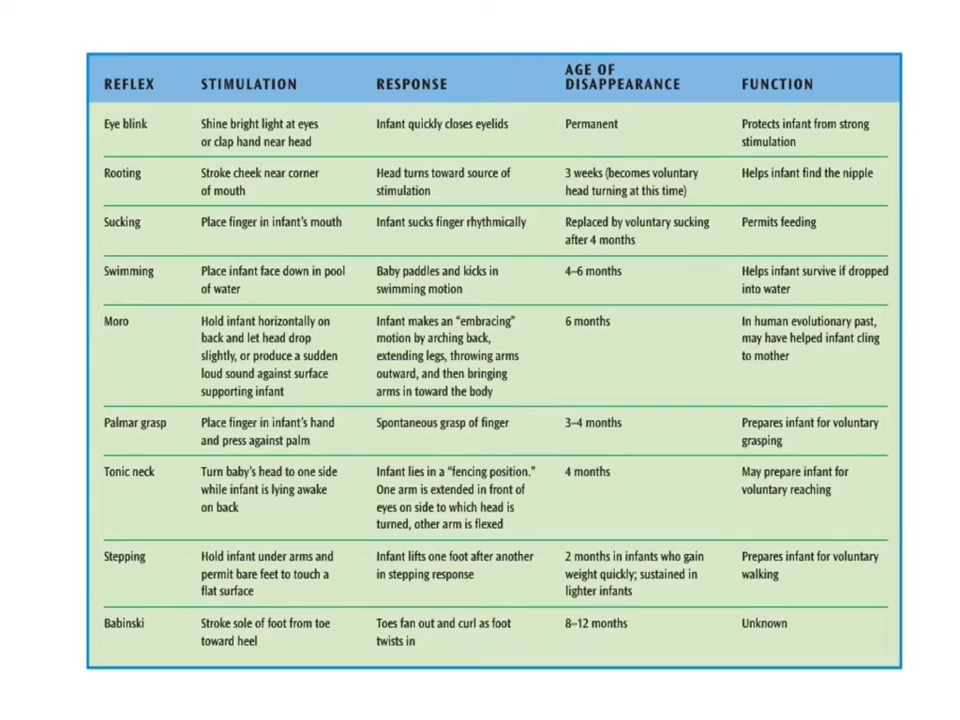 REFLEX STIMULATION RESPONSE AGE OF DISAPPEARANCE FUNCTION
Eye blink Shine bright light at eyes Infant quickly closes eyelids Permanent Protects infant from strong
or clap hand near head stimulation
Rooting Stroke cheek near corner Head turns toward source of 3 weeks (becomes voluntary Helps infant find the nipple
of mouth stimulation head turning at this time)
Sucking Place finger in infant's mouth Infant sucks finger rhythmically Replaced by voluntary sucking Permits feeding
after 4 months
Swimming Place infant face down in pool Baby paddles and kicks in 4–6 months Helps infant survive if dropped
of water swimming motion into water
Moro Hold infant horizontally on Infant makes an "embracing" 6 months In human evolutionary past,
back and let head drop motion by arching back, may have helped infant cling
slightly, or produce a sudden extending legs, throwing arms to mother
loud sound against surface outward, and then bringing
supporting infant arms in toward the body
Palmar grasp Place finger in infant's hand Spontaneous grasp of finger 3–4 months Prepares infant for voluntary
and press against palm grasping
Tonic neck Turn baby's head to one side Infant lies in a "fencing position." 4 months May prepare infant for
while infant is lying awake One arm is extended in front of voluntary reaching
on back eyes on side to which head is
turned, other arm is flexed
Stepping Hold infant under arms and Infant lifts one foot after another 2 months in infants who gain Prepares infant for voluntary
permit bare feet to touch a in stepping response weight quickly; sustained in walking
flat surface lighter infants
Babinski Stroke sole of foot from toe Toes fan out and curl as foot 8–12 months Unknown
toward heel twists in